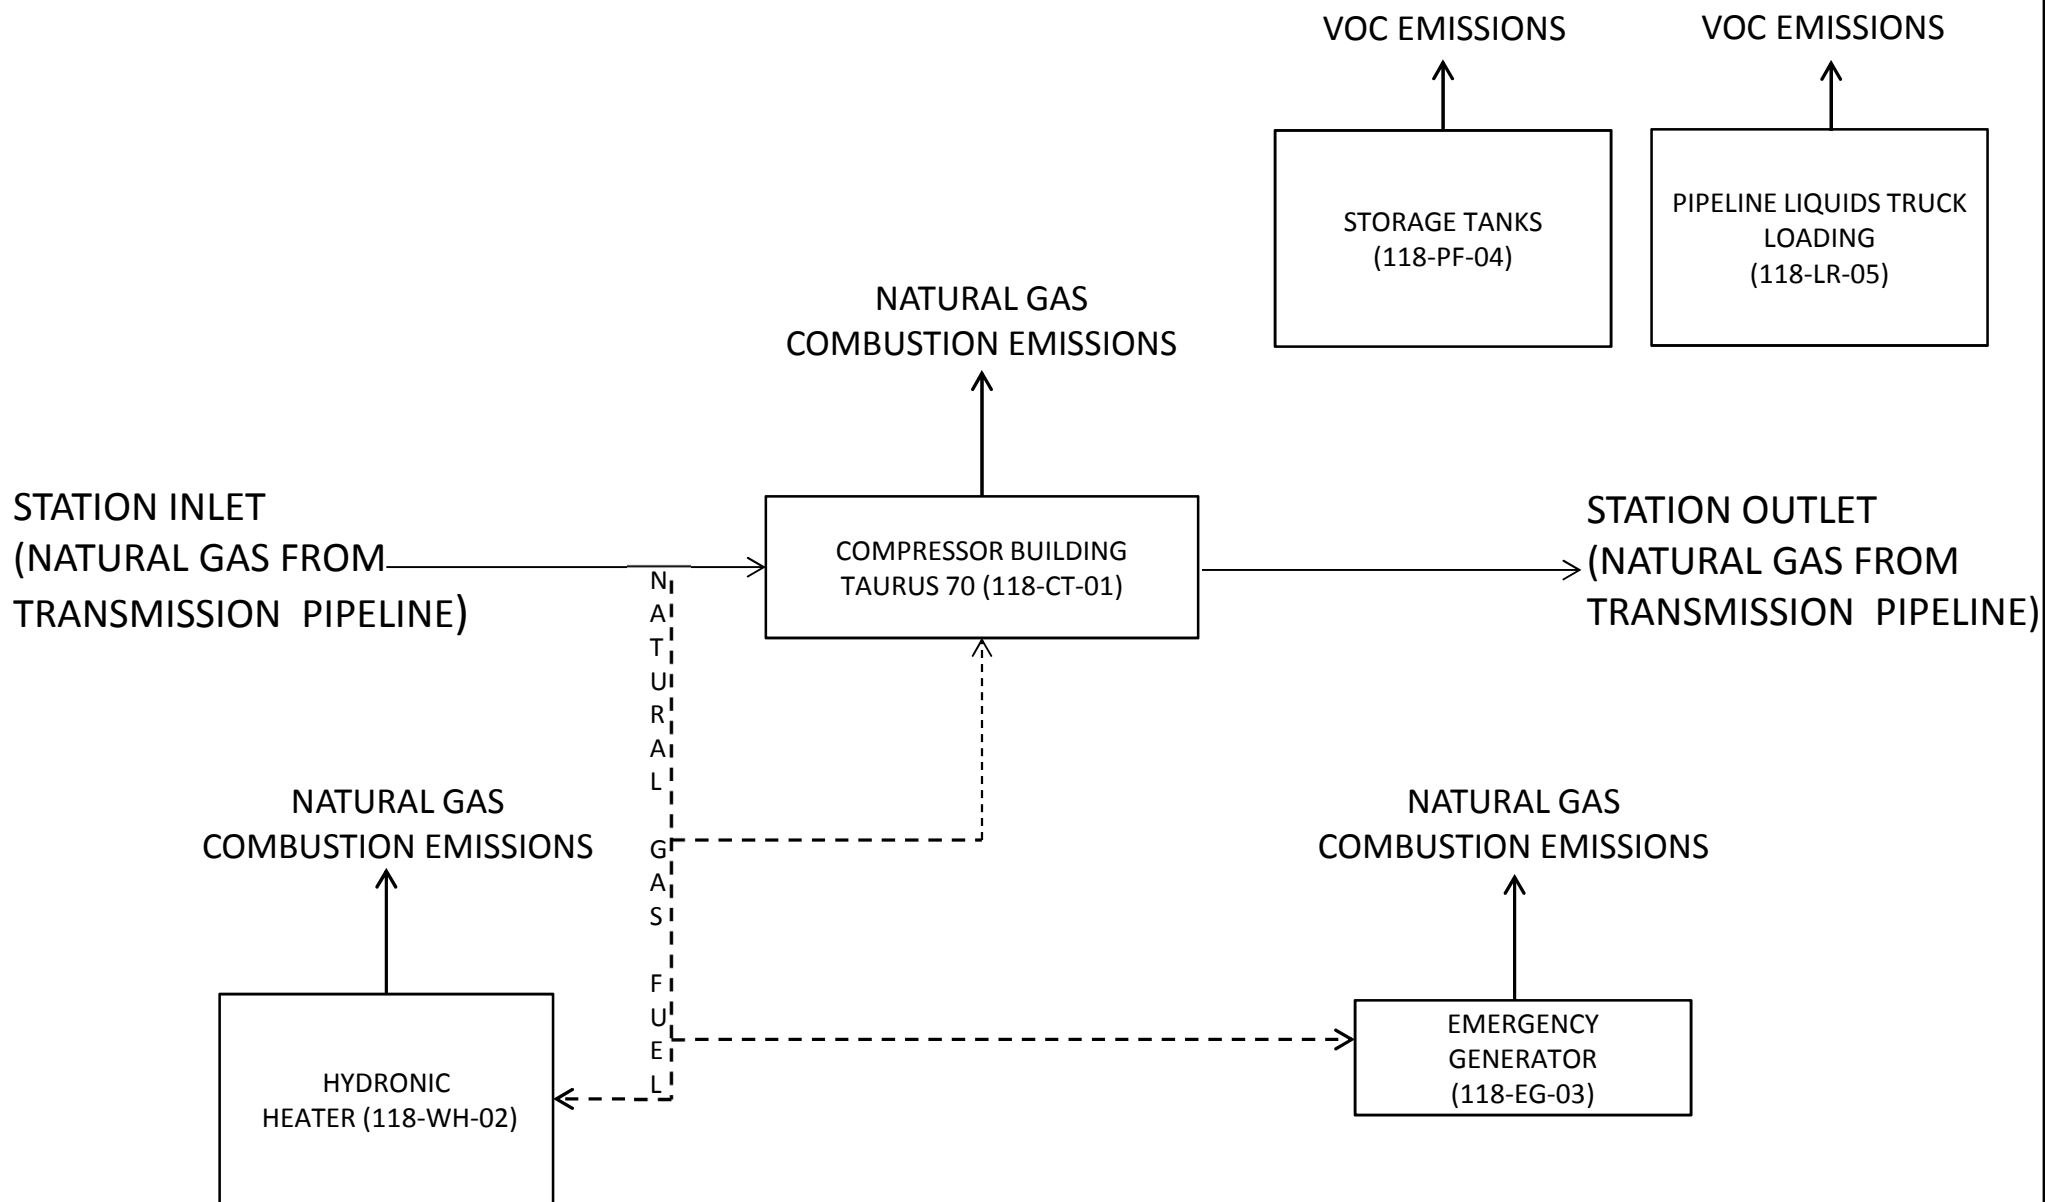 VOC EMISSIONS
VOC EMISSIONS
STORAGE TANKS
(118-PF-04)
PIPELINE LIQUIDS TRUCK
LOADING
(118-LR-05)
NATURAL GAS
COMBUSTION EMISSIONS
STATION INLET
(NATURAL GAS FROM
TRANSMISSION PIPELINE)
COMPRESSOR BUILDING
TAURUS 70 (118-CT-01)
STATION OUTLET
(NATURAL GAS FROM
TRANSMISSION PIPELINE)
NATURAL GAS FUEL
NATURAL GAS
COMBUSTION EMISSIONS
NATURAL GAS
COMBUSTION EMISSIONS
HYDRONIC
HEATER (118-WH-02)
EMERGENCY
GENERATOR
(118-EG-03)